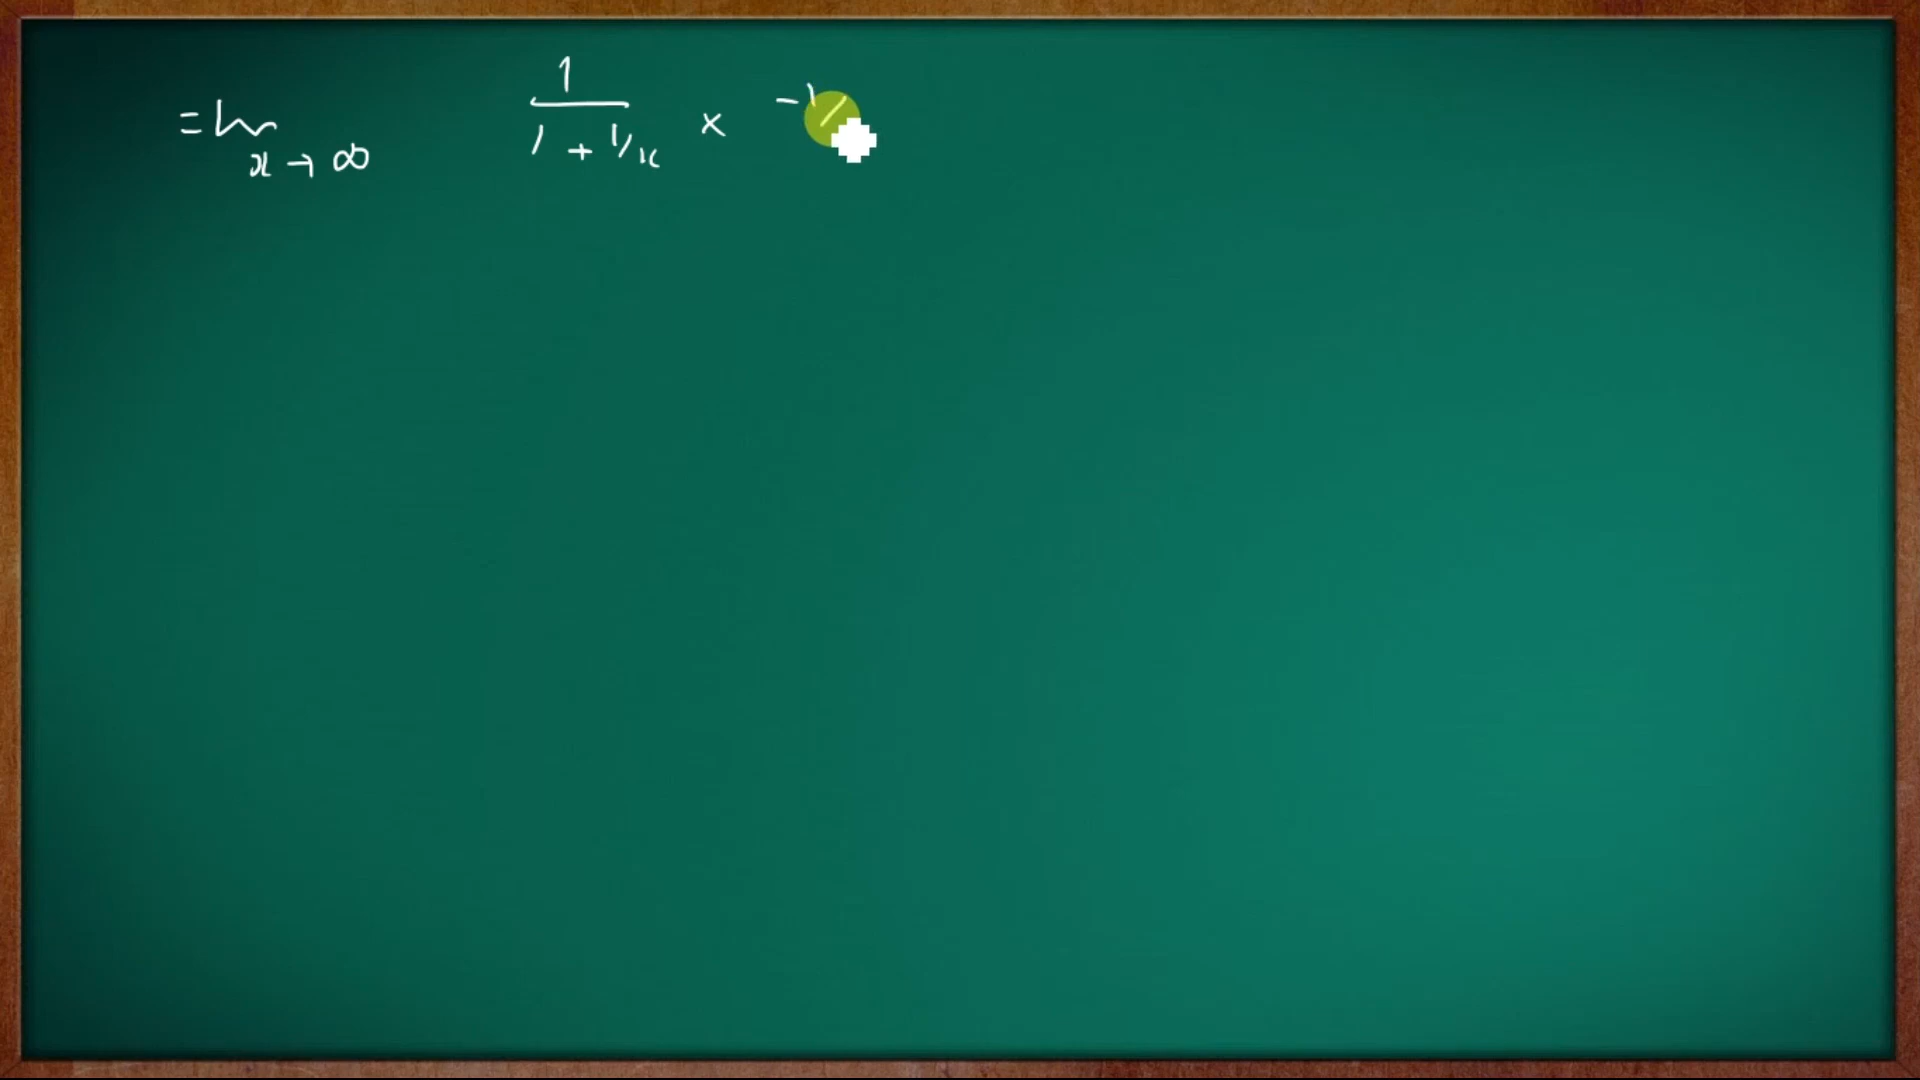 = lim x → ∞ 1 / (1 + 1/x) × -1/